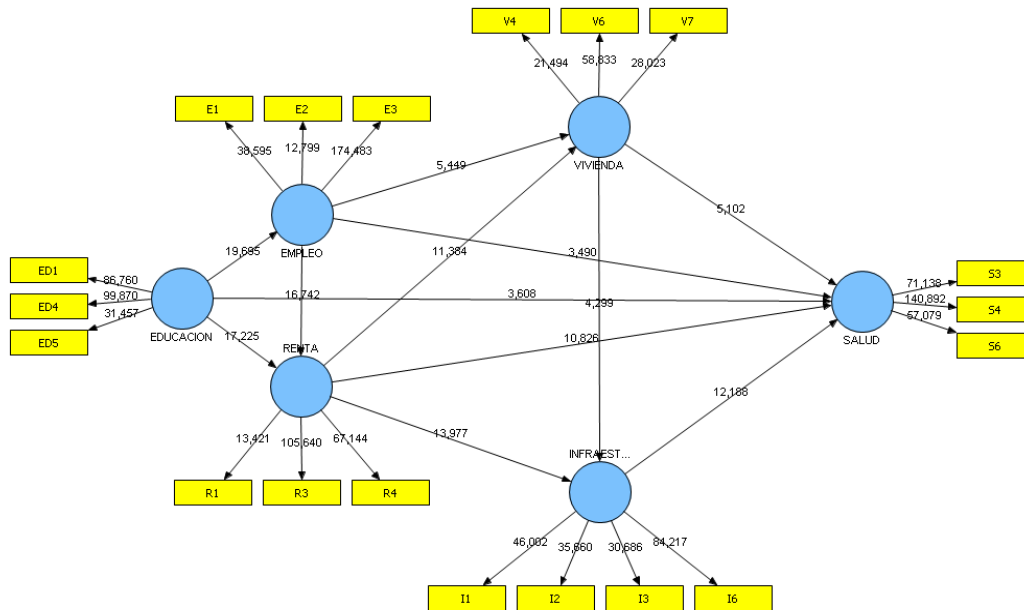 V4
V6
V7
21,494
58,833
28,023
E1
E2
E3
38,595
12,799
174,483
VIVIENDA
5,449
5,102
EMPLEO
19,695
11,384
3,490
ED1
ED4
ED5
86,760
99,870
31,457
EDUCACION
16,742
3,608
4,299
S3
S4
S6
71,138
140,892
57,079
SALUD
17,225
RENTA
10,826
12,188
13,977
13,421
105,640
67,144
R1
R3
R4
INFRAEST...
46,002
35,660
30,686
84,217
I1
I2
I3
I6